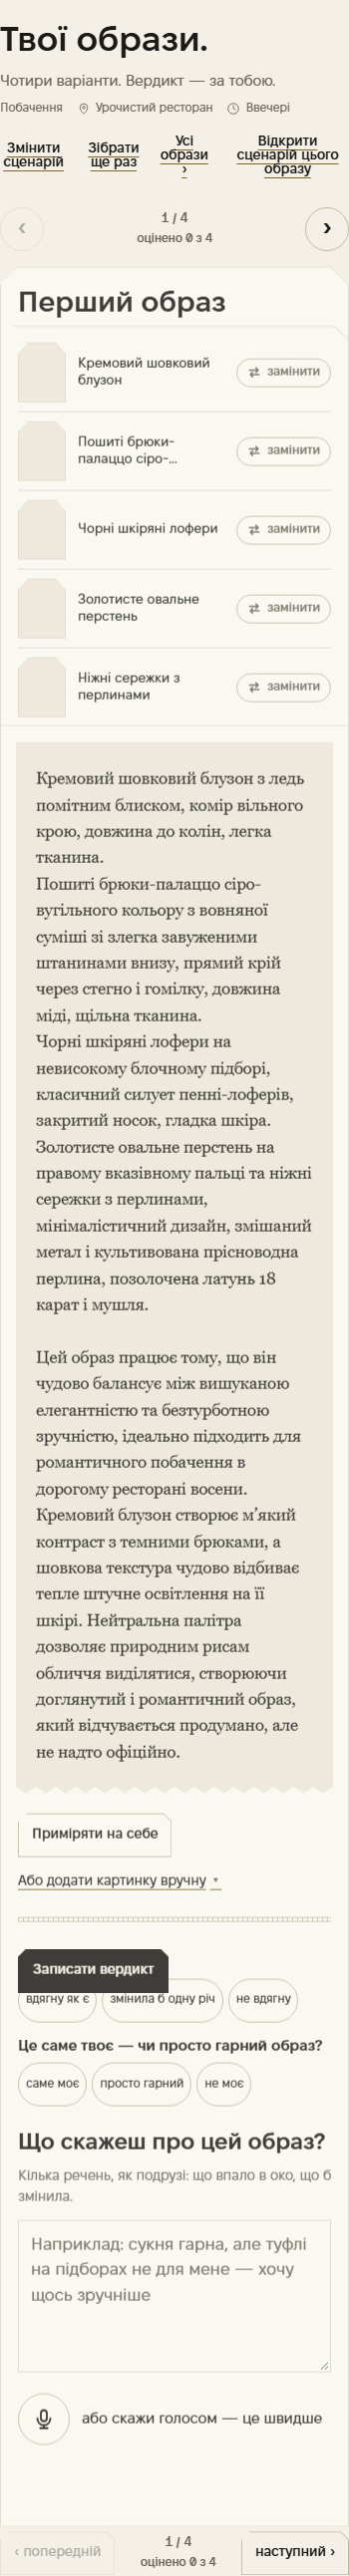 Твої образи.
Чотири варіанти. Вердикт — за тобою.
Побачення Урочистий ресторан Ввечері
Змінити
сценарій
Зібрати
ще раз
Усі
образи
›
Відкрити
сценарій цього
образу
‹
1 / 4
оцінено 0 з 4
›
Перший образ
Кремовий шовковий
блузон
замінити
Пошиті брюки-
палаццо сіро-...
замінити
Чорні шкіряні лофери
замінити
Золотисте овальне
перстень
замінити
Ніжні сережки з
перлинами
замінити
Кремовий шовковий блузон з ледь
помітним блиском, комір вільного
крою, довжина до колін, легка
тканина.
Пошиті брюки-палаццо сіро-
вугільного кольору з вовняної
суміші зі злегка завуженими
штанинами внизу, прямий крій
через стегно і гомілку, довжина
міді, щільна тканина.
Чорні шкіряні лофери на
невисокому блочному підборі,
класичний силует пенні-лоферів,
закритий носок, гладка шкіра.
Золотисте овальне перстень на
правому вказівному пальці та ніжні
сережки з перлинами,
мінімалістичний дизайн, змішаний
метал і культивована прісноводна
перлина, позолочена латунь 18
карат і мушля.
Цей образ працює тому, що він
чудово балансує між вишуканою
елегантністю та безтурботною
зручністю, ідеально підходить для
романтичного побачення в
дорогому ресторані восени.
Кремовий блузон створює м’який
контраст з темними брюками, а
шовкова текстура чудово відбиває
тепле штучне освітлення на її
шкірі. Нейтральна палітра
дозволяє природним рисам
обличчя виділятися, створюючи
доглянутий і романтичний образ,
який відчувається продумано, але
не надто офіційно.
Приміряти на себе
Або додати картинку вручну
Записати вердикт
вдягну як є змінила б одну річ не вдягну
Це саме твоє — чи просто гарний образ?
саме моє просто гарний не моє
Що скажеш про цей образ?
Кілька речень, як подрузі: що впало в око, що б
змінила.
Наприклад: сукня гарна, але туфлі
на підборах не для мене — хочу
щось зручніше
або скажи голосом — це швидше
‹ попередній
1 / 4
оцінено 0 з 4
наступний ›